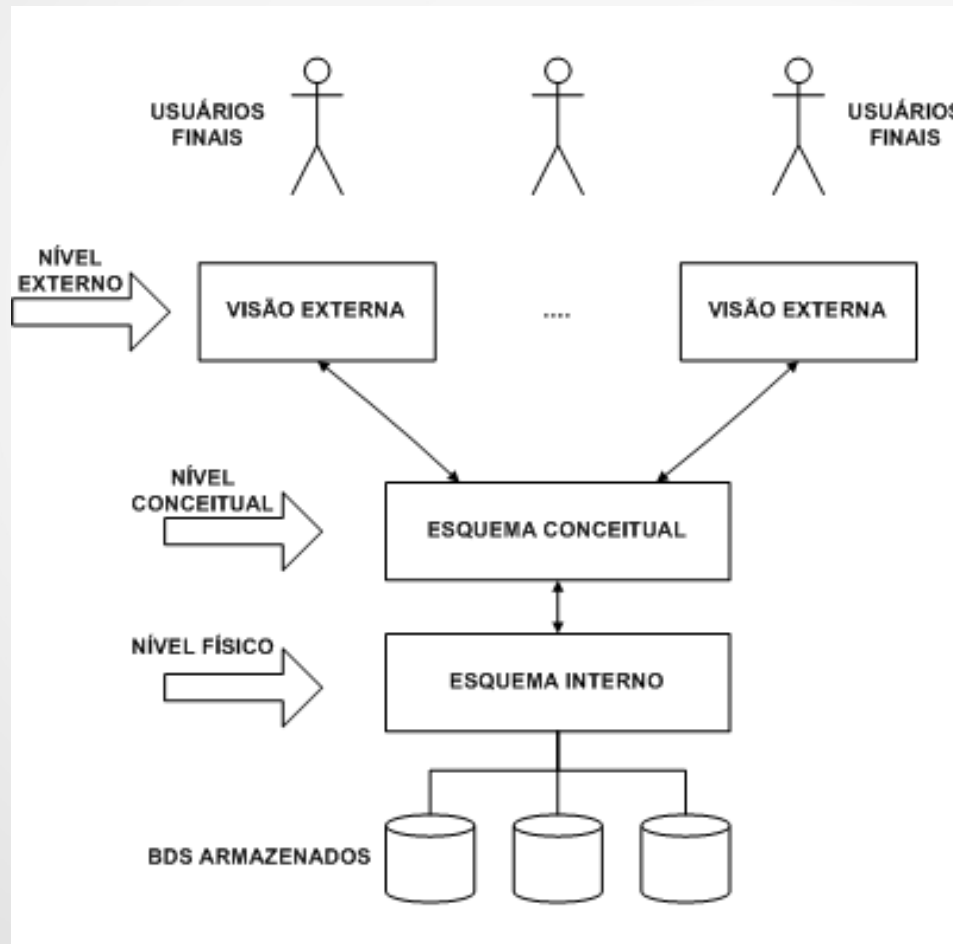 USUÁRIOS
FINAIS
USUÁRIOS
FINAIS
NÍVEL
EXTERNO
VISÃO EXTERNA
....
VISÃO EXTERNA
NÍVEL
CONCEITUAL
ESQUEMA CONCEITUAL
NÍVEL FÍSICO
ESQUEMA INTERNO
BDS ARMAZENADOS